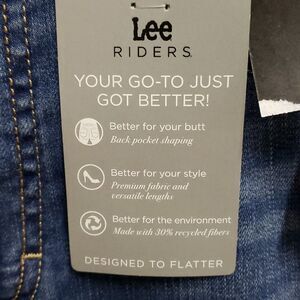 Lee
RIDERS
YOUR GO-TO JUST
GOT BETTER!
Better for your butt
Back pocket shaping
Better for your style
Premium fabric and
versatile lengths
Better for the environment
Made with 30% recycled fibers
DESIGNED TO FLATTER